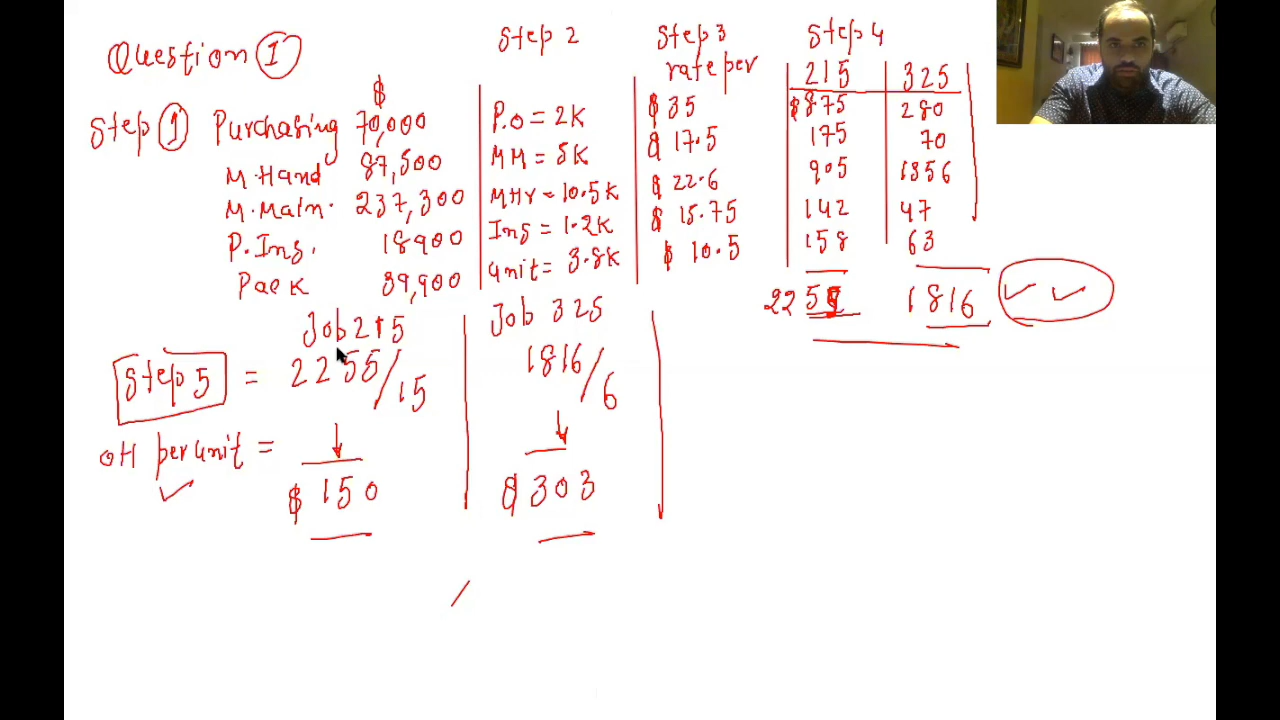 Question 1
Step 1
$
Purchasing 70,000
M.Hand 87,500
M.Main. 237,300
P.Ins. 18900
Pack 39,900
Step 2
P.O = 2K
MM = 5K
MHr = 10.5K
Ins = 1.2K
Unit = 3.8K
Step 3
rate per
$ 35
$ 17.5
$ 22.6
$ 15.75
$ 10.5
Step 4
215 325
$875 280
175 70
905 1356
142 47
158 63
2255 1816
Step 5 =
Job 215
2255/15
Job 325
1816/6
OH per unit =
$ 150
$ 303